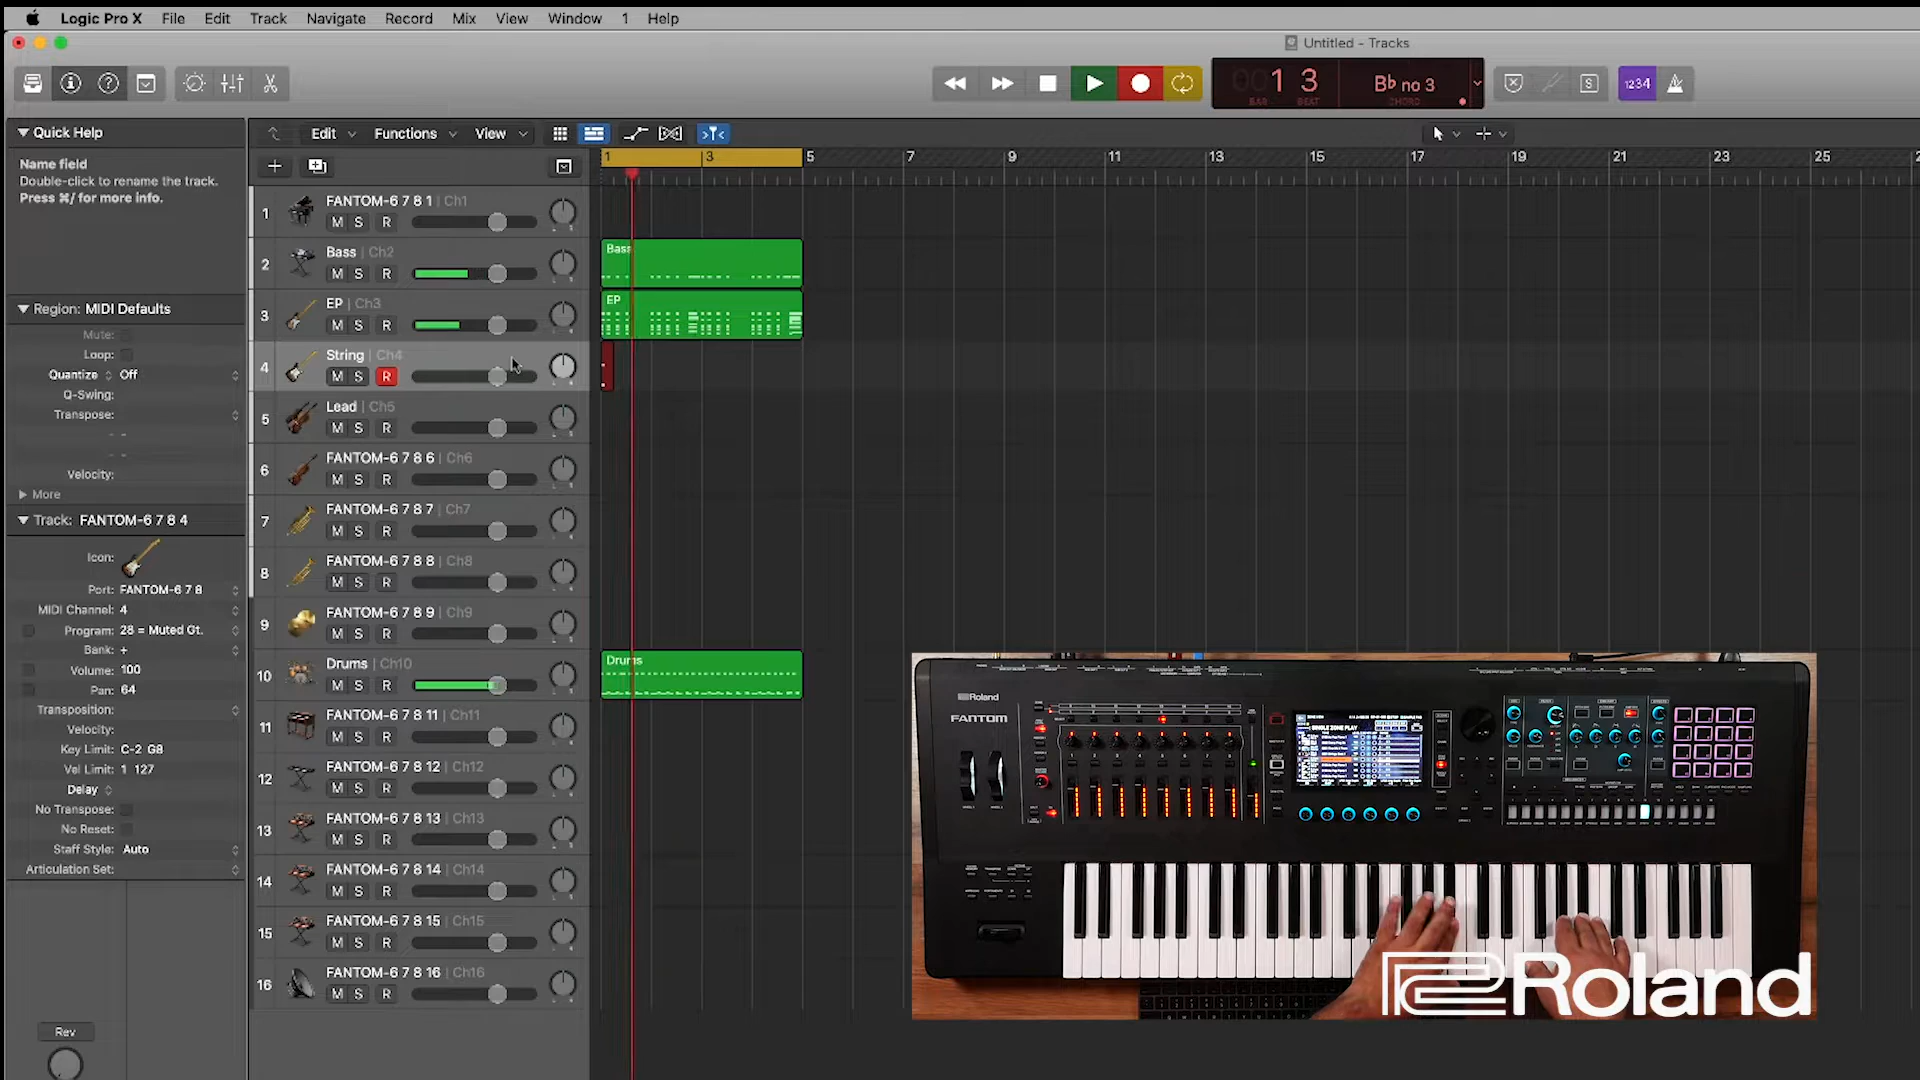 Logic Pro X File Edit Track Navigate Record Mix View Window 1 Help
Untitled - Tracks
001 3 Bb no 3
BAR BEAT CHORD
1234
Quick Help
Name field
Double-click to rename the track.
Press ⌘/ for more info.
Region: MIDI Defaults
Mute:
Loop:
Quantize Off
Q-Swing:
Transpose:
Velocity:
More
Track: FANTOM-6 7 8 4
Icon:
Port: FANTOM-6 7 8
MIDI Channel: 4
Program: 28 = Muted Gt.
Bank: +
Volume: 100
Pan: 64
Transposition:
Velocity:
Key Limit: C-2 G8
Vel Limit: 1 127
Delay
No Transpose:
No Reset:
Staff Style: Auto
Articulation Set:
Rev
Edit Functions View
1 3 5 7 9 11 13 15 17 19 21 23 25
1 FANTOM-6 7 8 1 | Ch1
M S R
2 Bass | Ch2
M S R
3 EP | Ch3
M S R
4 String | Ch4
M S R
5 Lead | Ch5
M S R
6 FANTOM-6 7 8 6 | Ch6
M S R
7 FANTOM-6 7 8 7 | Ch7
M S R
8 FANTOM-6 7 8 8 | Ch8
M S R
9 FANTOM-6 7 8 9 | Ch9
M S R
10 Drums | Ch10
M S R
11 FANTOM-6 7 8 11 | Ch11
M S R
12 FANTOM-6 7 8 12 | Ch12
M S R
13 FANTOM-6 7 8 13 | Ch13
M S R
14 FANTOM-6 7 8 14 | Ch14
M S R
15 FANTOM-6 7 8 15 | Ch15
M S R
16 FANTOM-6 7 8 16 | Ch16
M S R
Bass
EP
Drums
Roland
FANTOM
SINGLE ZONE PLAY
Roland